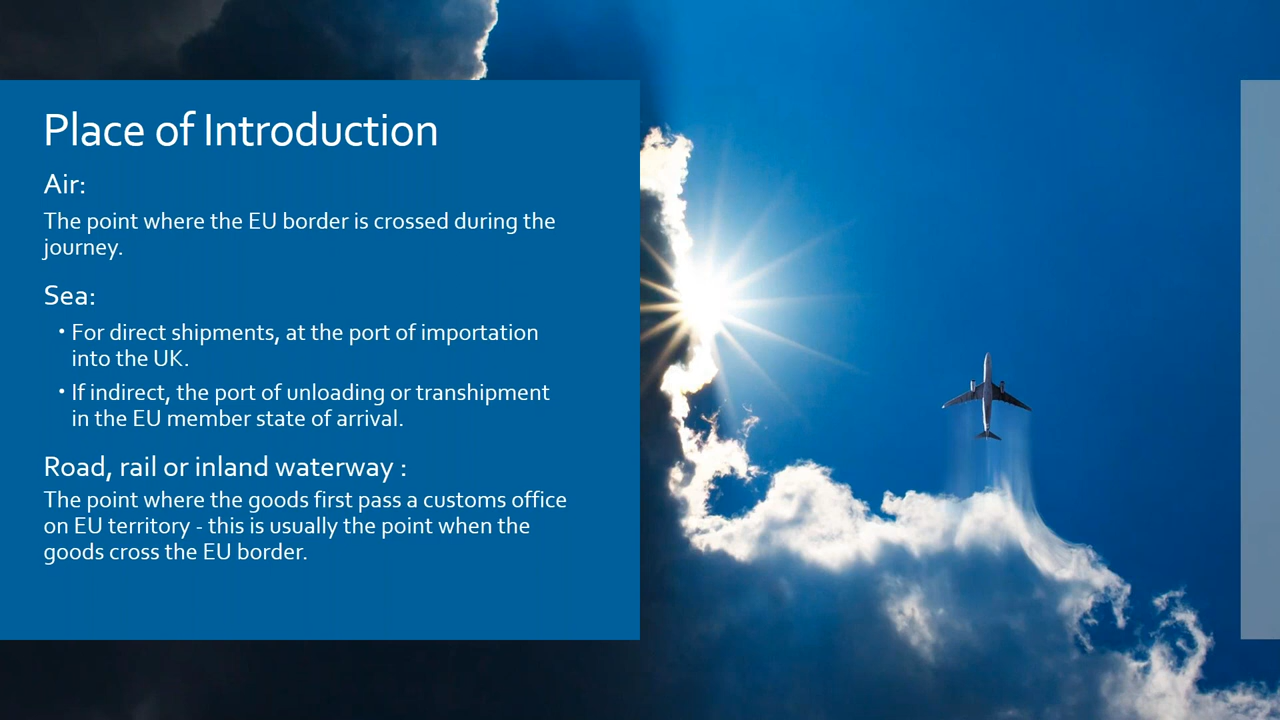 Place of Introduction
Air:
The point where the EU border is crossed during the
journey.
Sea:
• For direct shipments, at the port of importation
into the UK.
• If indirect, the port of unloading or transhipment
in the EU member state of arrival.
Road, rail or inland waterway :
The point where the goods first pass a customs office
on EU territory - this is usually the point when the
goods cross the EU border.